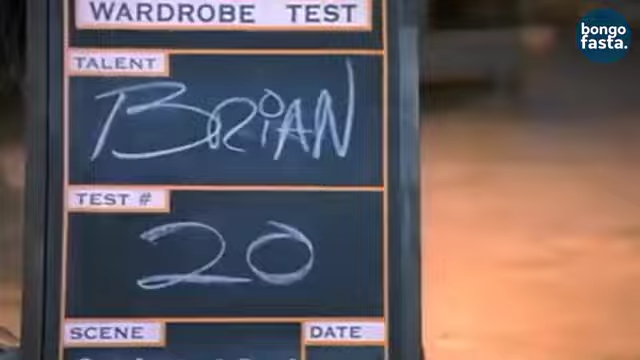 WARDROBE TEST
bongo
fasta.
TALENT
BRiAN
TEST #
20
SCENE
DATE